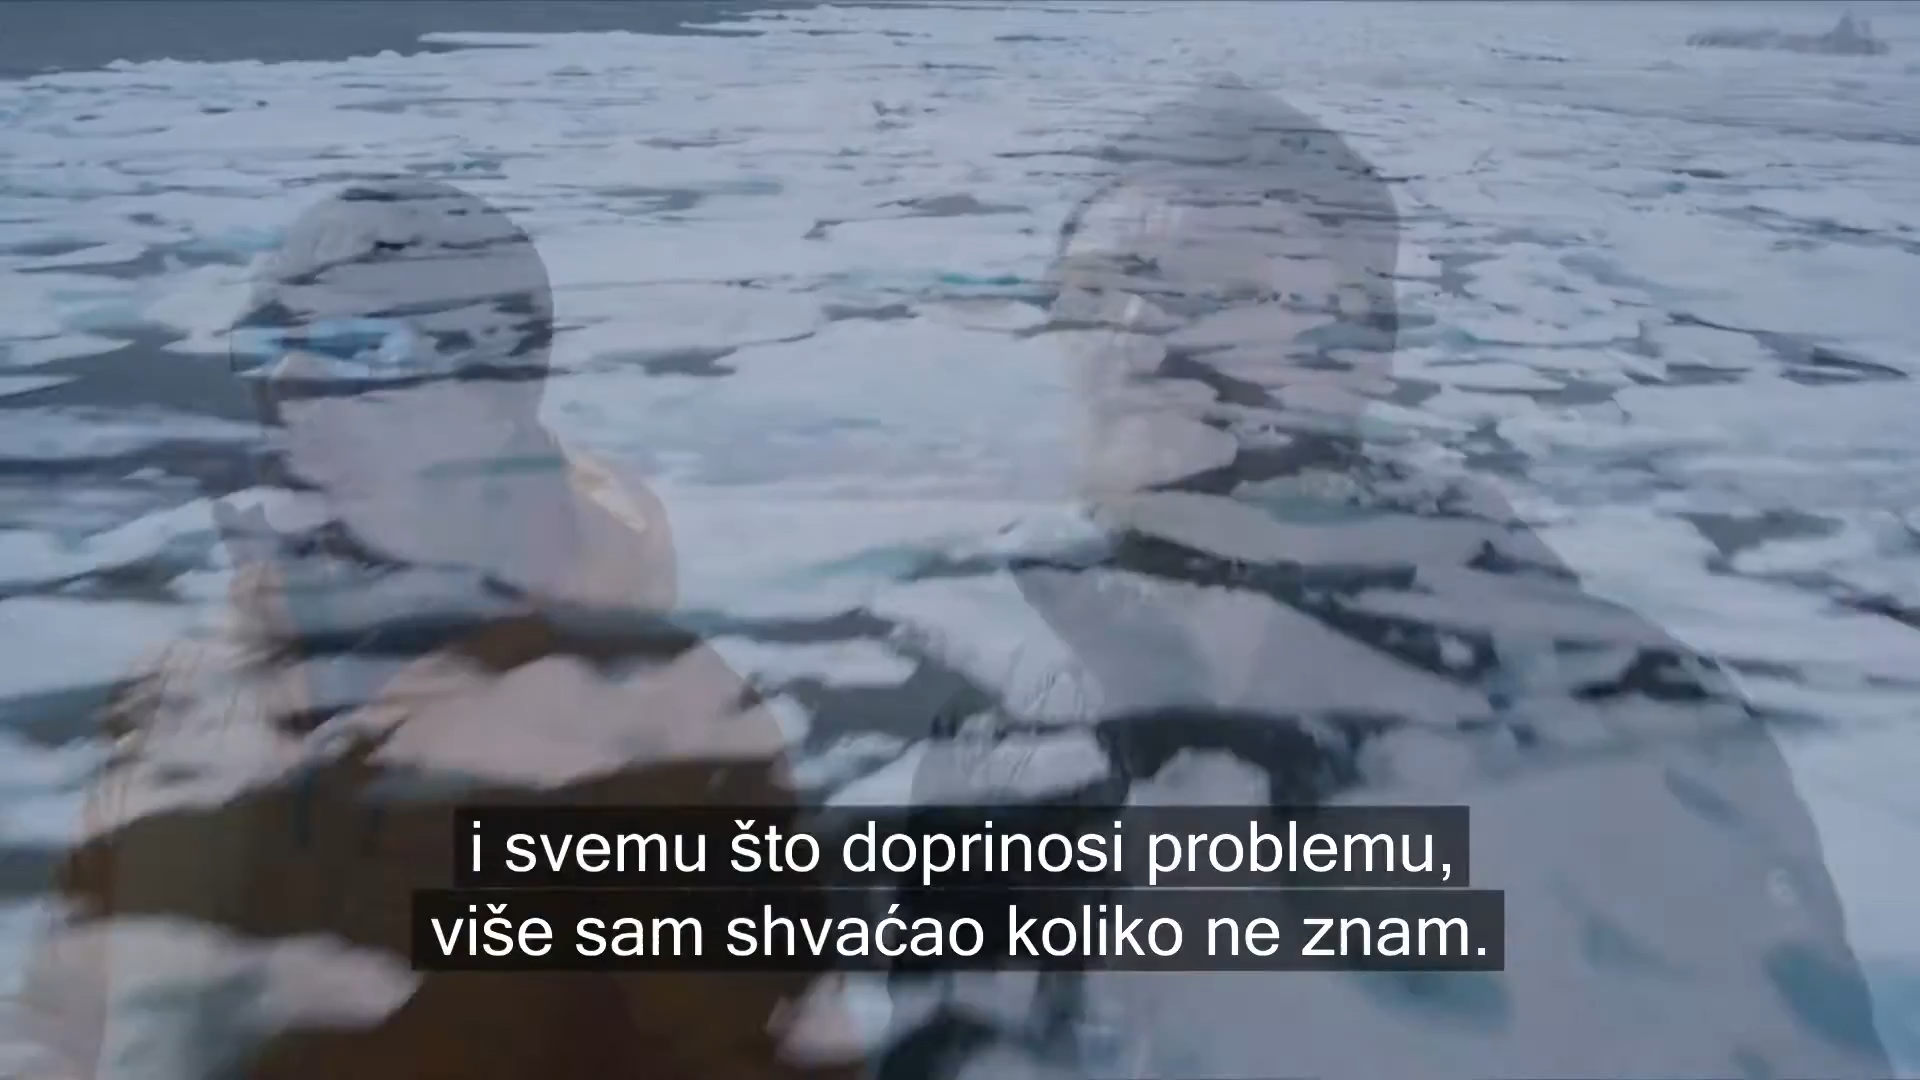 i svemu što doprinosi problemu,
više sam shvaćao koliko ne znam.